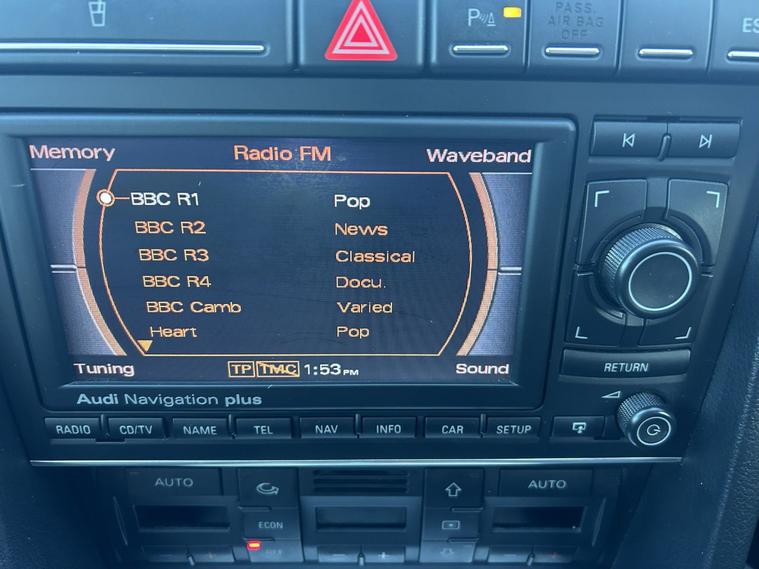 P
PASS.
AIR BAG
OFF
Memory Radio FM Waveband
BBC R1 Pop
BBC R2 News
BBC R3 Classical
BBC R4 Docu.
BBC Camb Varied
Heart Pop
Tuning TP TMC 1:53 PM Sound
Audi Navigation plus
RETURN
RADIO CD/TV NAME TEL NAV INFO CAR SETUP
AUTO AUTO
ECON
OFF